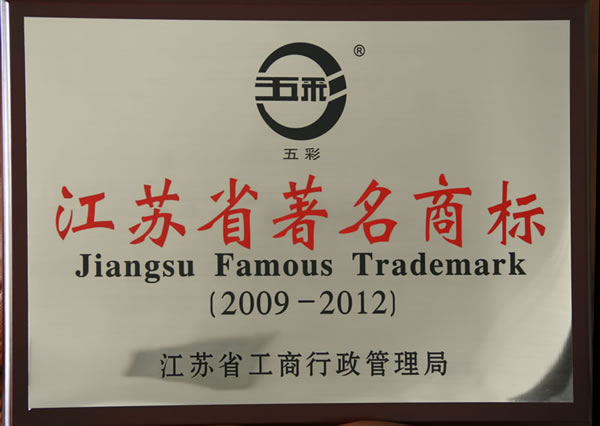 ®
五彩
五彩
江苏省著名商标
Jiangsu Famous Trademark
(2009-2012)
江苏省工商行政管理局